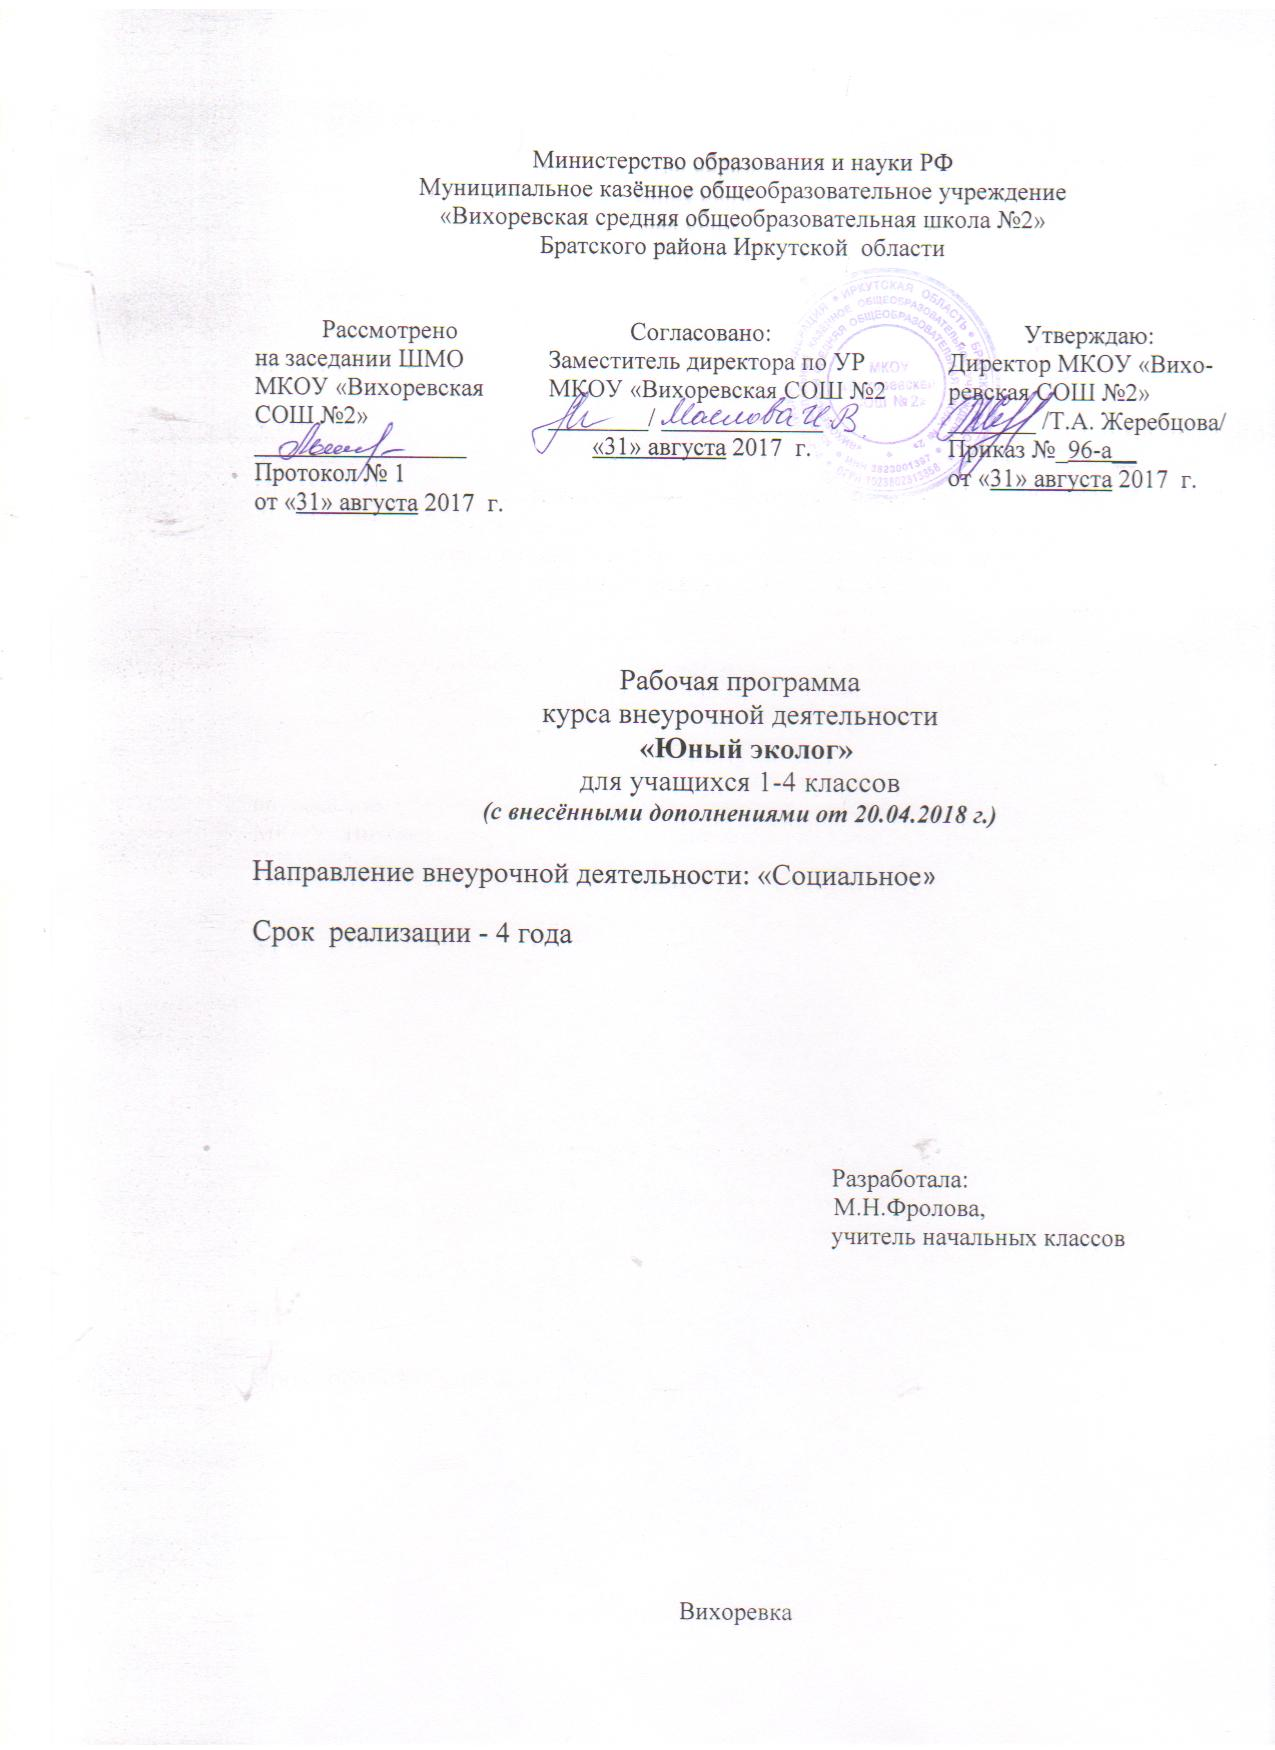 Министерство образования и науки РФ
Муниципальное казённое общеобразовательное учреждение
«Вихоревская средняя общеобразовательная школа №2»
Братского района Иркутской области
Рассмотрено
на заседании ШМО
МКОУ «Вихоревская
СОШ №2»
Протокол № 1
от «31» августа 2017 г.
Согласовано:
Заместитель директора по УР
МКОУ «Вихоревская СОШ №2
/ Маслова И.В.
«31» августа 2017 г.
Утверждаю:
Директор МКОУ «Вихо-
ревская СОШ №2»
/Т.А. Жеребцова/
Приказ № 96-а
от «31» августа 2017 г.
Рабочая программа
курса внеурочной деятельности
«Юный эколог»
для учащихся 1-4 классов
(с внесёнными дополнениями от 20.04.2018 г.)
Направление внеурочной деятельности: «Социальное»
Срок реализации - 4 года
Разработала:
М.Н.Фролова,
учитель начальных классов
Вихоревка